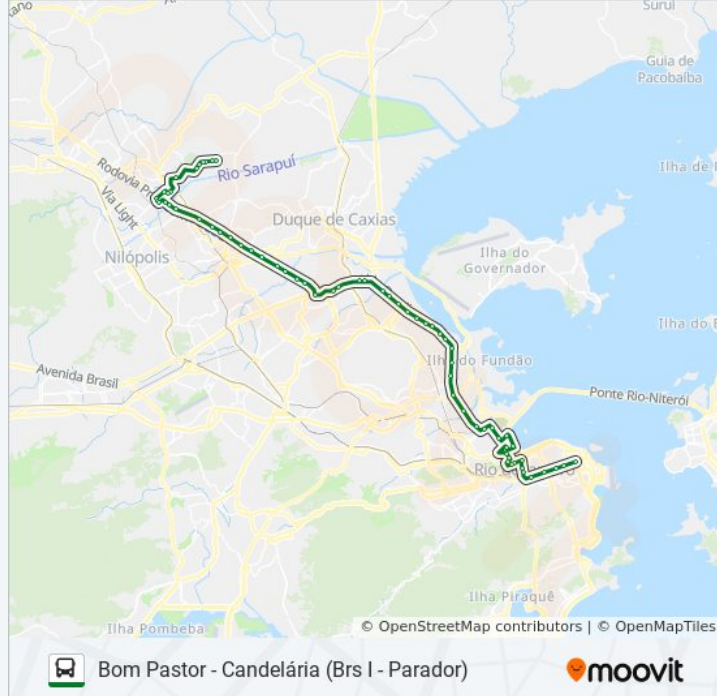 Suruí
Guia de
Pacobaíba
Rodovia Pr
Rio Sarapuí
Via Light
Duque de Caxias
Nilópolis
Ilha do
Governador
Ilha do Fundão
Avenida Brasil
Ponte Rio-Niterói
Rio
Ilha Piraquê
Ilha Pombeba
© OpenStreetMap contributors | © OpenMapTiles
Bom Pastor - Candelária (Brs I - Parador)
moovit